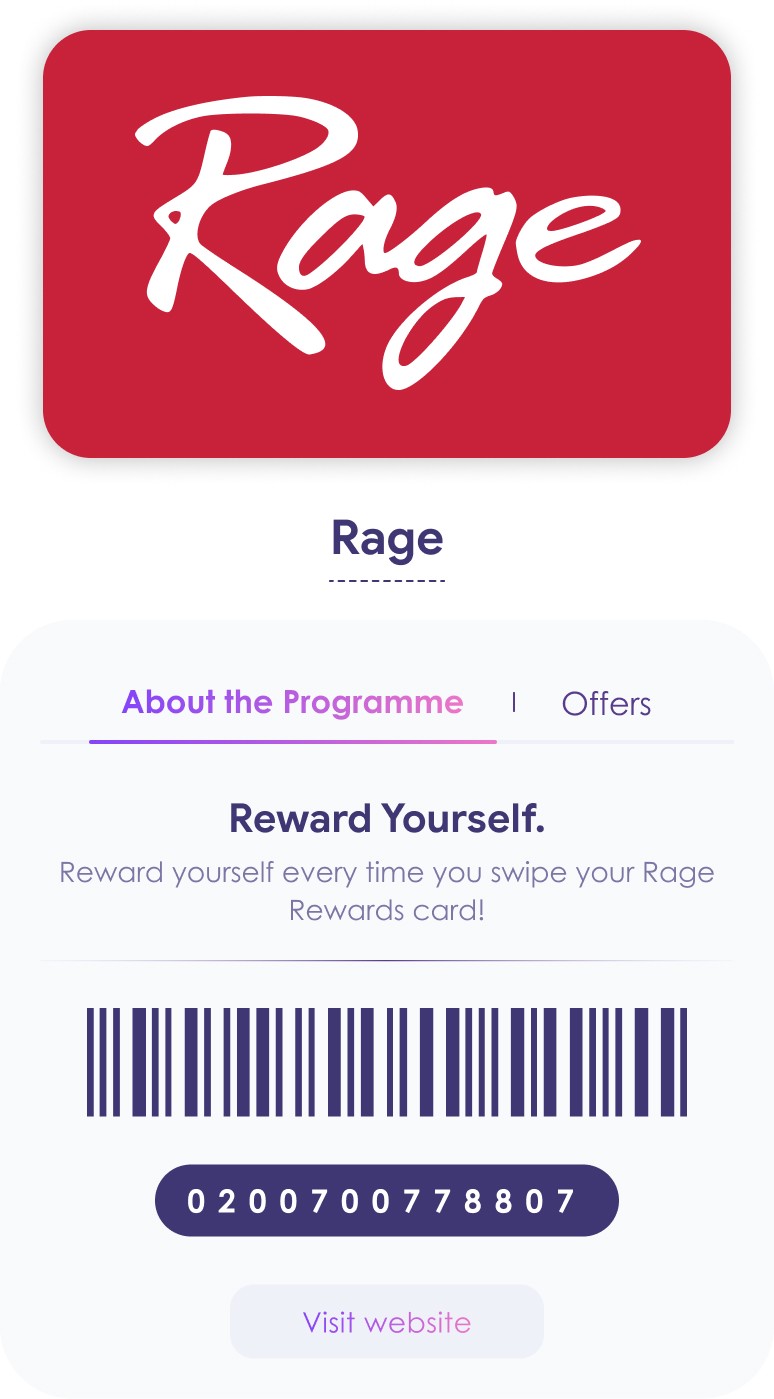 Rage
Rage
About the Programme | Offers
Reward Yourself.
Reward yourself every time you swipe your Rage
Rewards card!
0200700778807
Visit website